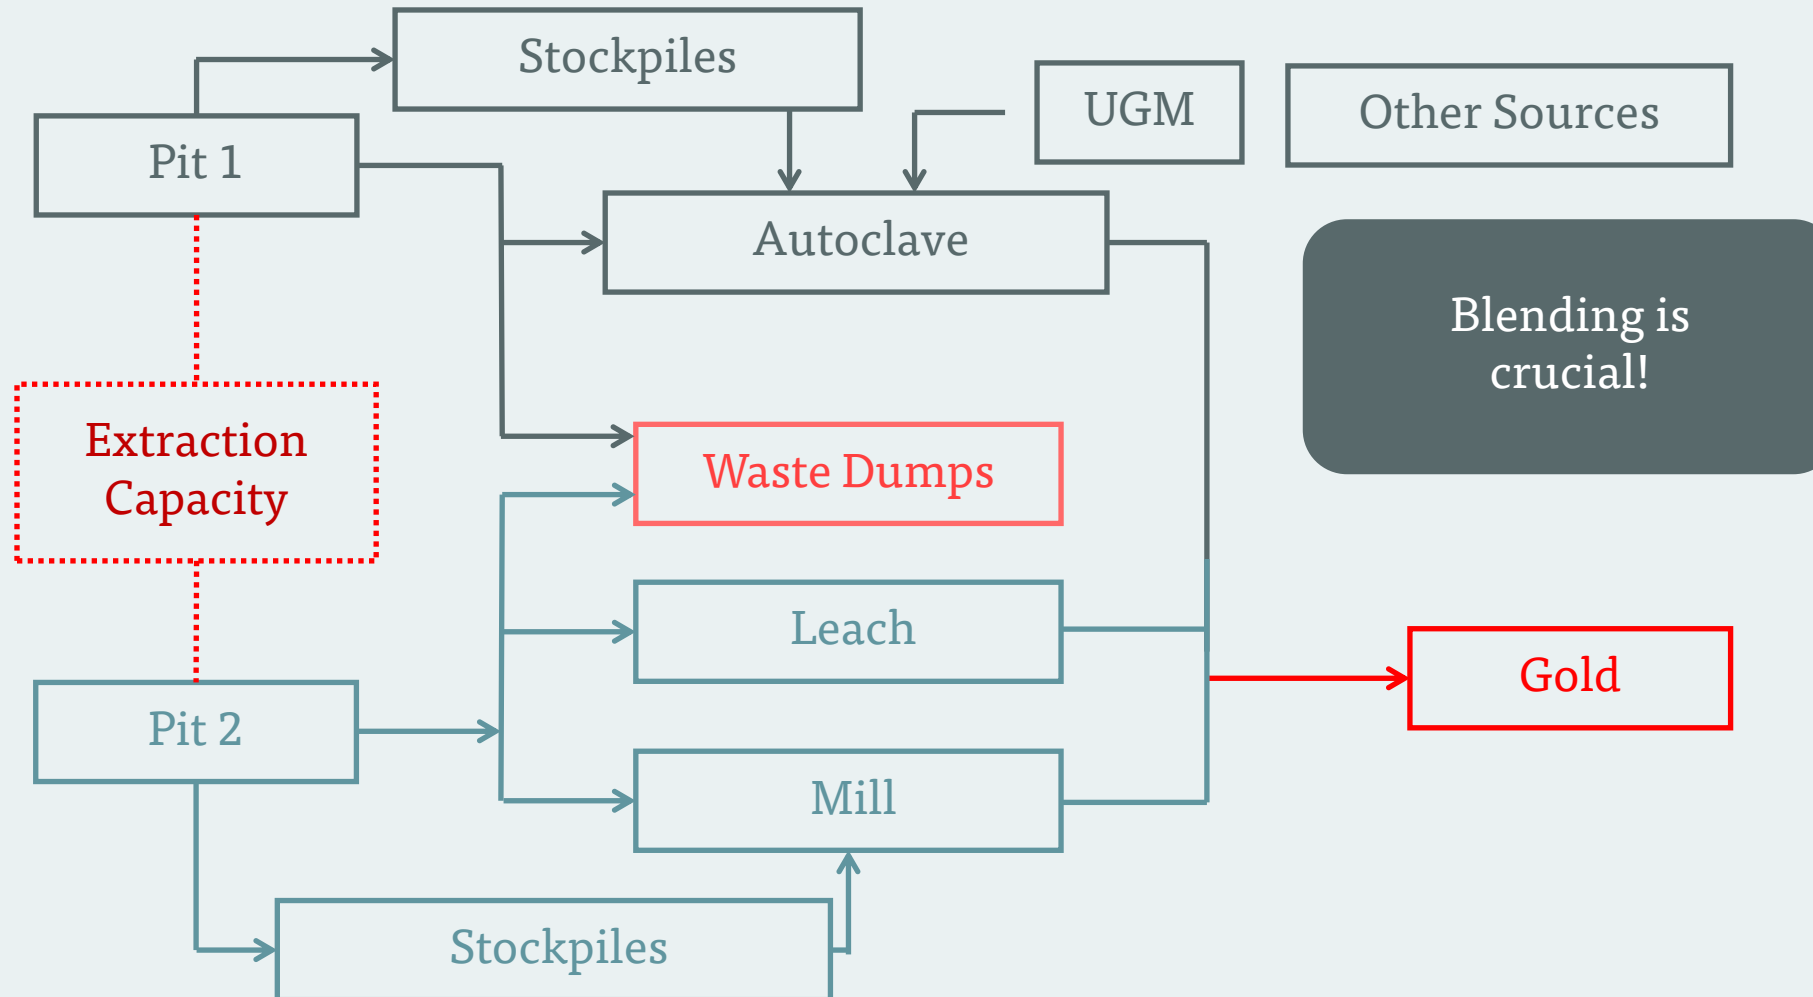 Stockpiles
UGM
Other Sources
Pit 1
Autoclave
Blending is
crucial!
Extraction
Capacity
Waste Dumps
Leach
Gold
Pit 2
Mill
Stockpiles